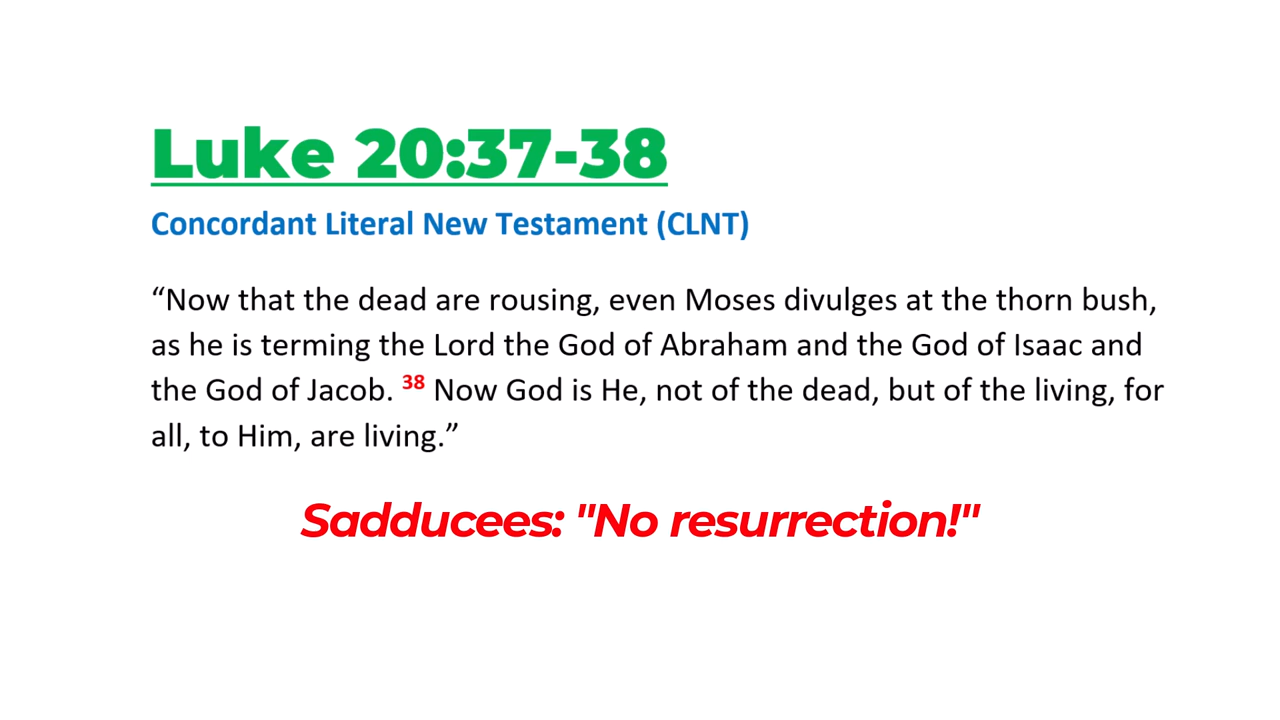 Luke 20:37-38
Concordant Literal New Testament (CLNT)
“Now that the dead are rousing, even Moses divulges at the thorn bush,
as he is terming the Lord the God of Abraham and the God of Isaac and
the God of Jacob. 38 Now God is He, not of the dead, but of the living, for
all, to Him, are living.”
Sadducees: "No resurrection!"